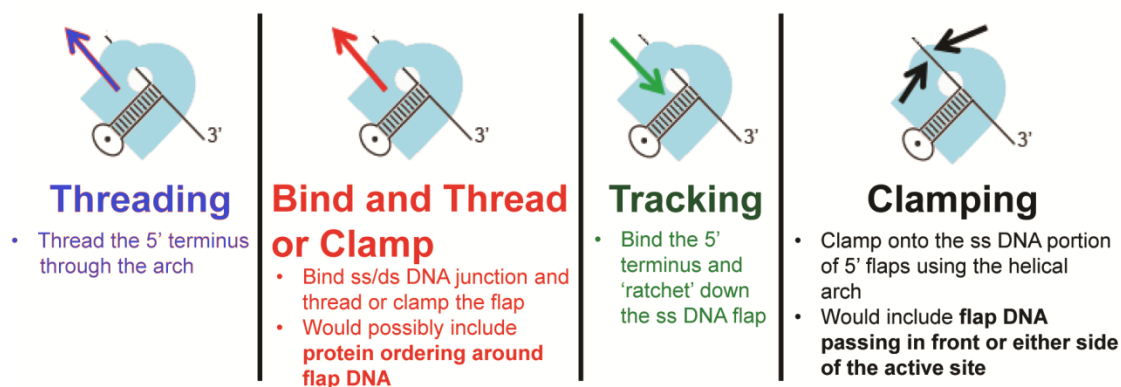 3'
Threading
• Thread the 5' terminus
through the arch
3'
Bind and Thread
or Clamp
• Bind ss/ds DNA junction and
thread or clamp the flap
• Would possibly include
protein ordering around
flap DNA
3'
Tracking
• Bind the 5'
terminus and
'ratchet' down
the ss DNA flap
3'
Clamping
• Clamp onto the ss DNA portion
of 5' flaps using the helical
arch
• Would include flap DNA
passing in front or either side
of the active site